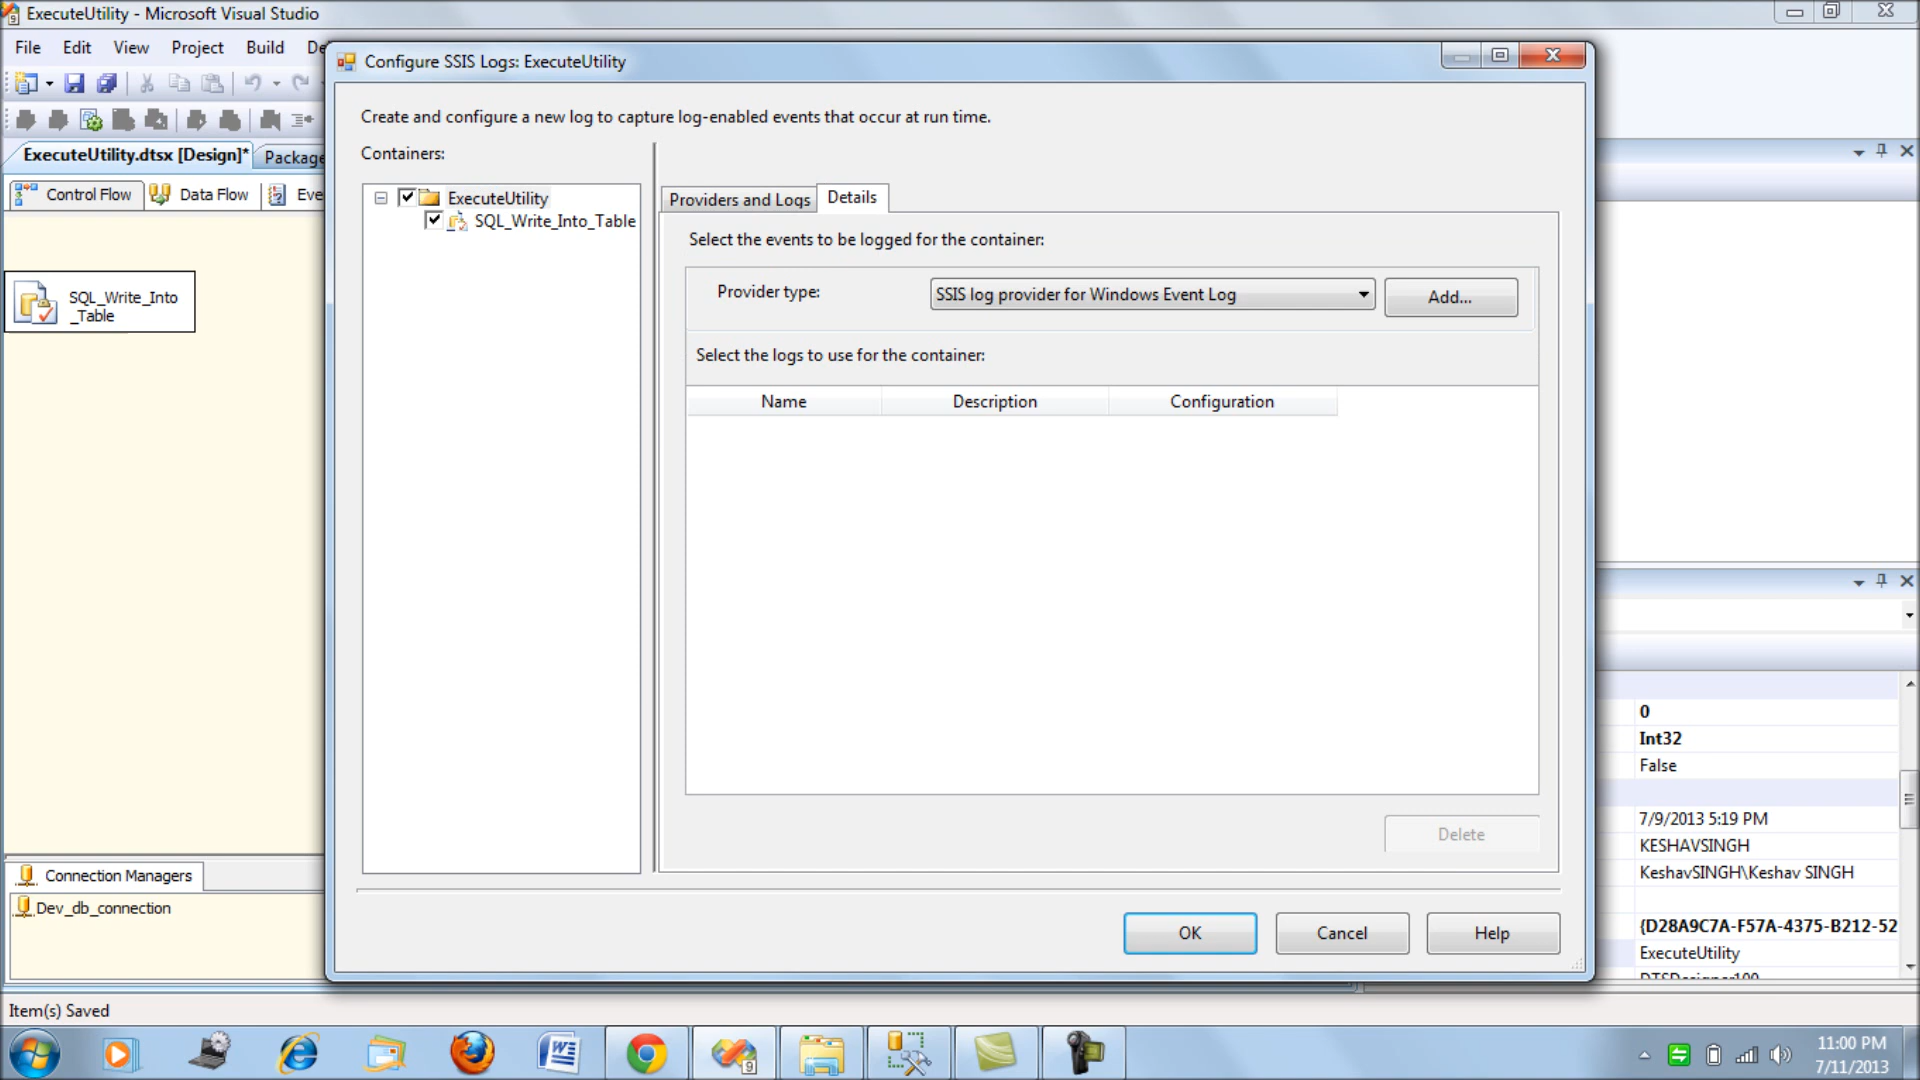 ExecuteUtility - Microsoft Visual Studio
File Edit View Project Build De
Configure SSIS Logs: ExecuteUtility
Create and configure a new log to capture log-enabled events that occur at run time.
Containers:
ExecuteUtility.dtsx [Design]* Package
Control Flow Data Flow Eve
ExecuteUtility
SQL_Write_Into_Table
Providers and Logs Details
Select the events to be logged for the container:
Provider type: SSIS log provider for Windows Event Log Add...
SQL_Write_Into
_Table
Select the logs to use for the container:
Name Description Configuration
0
Int32
False
7/9/2013 5:19 PM
KESHAVSINGH
KeshavSINGH\Keshav SINGH
{D28A9C7A-F57A-4375-B212-52
ExecuteUtility
Delete
Connection Managers
Dev_db_connection
OK Cancel Help
Item(s) Saved
11:00 PM
7/11/2013